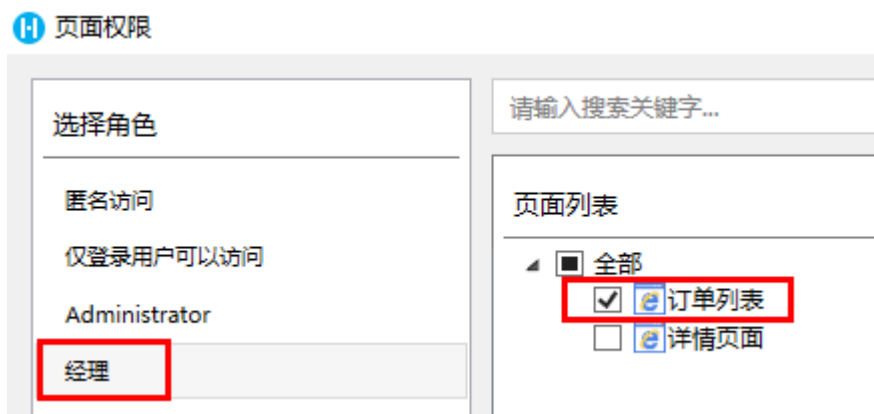 页面权限
选择角色
匿名访问
仅登录用户可以访问
Administrator
经理
请输入搜索关键字...
页面列表
全部
订单列表
详情页面